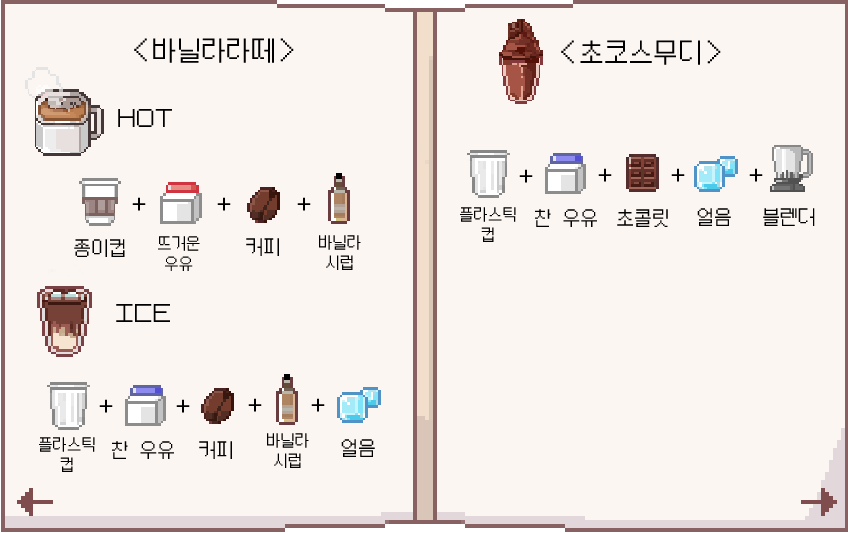 <바닐라라떼>
HOT
종이컵 + 뜨거운 우유 + 커피 + 바닐라 시럽
ICE
플라스틱 컵 + 찬 우유 + 커피 + 바닐라 시럽 + 얼음
<초코스무디>
플라스틱 컵 + 찬 우유 + 초콜릿 + 얼음 + 블렌더